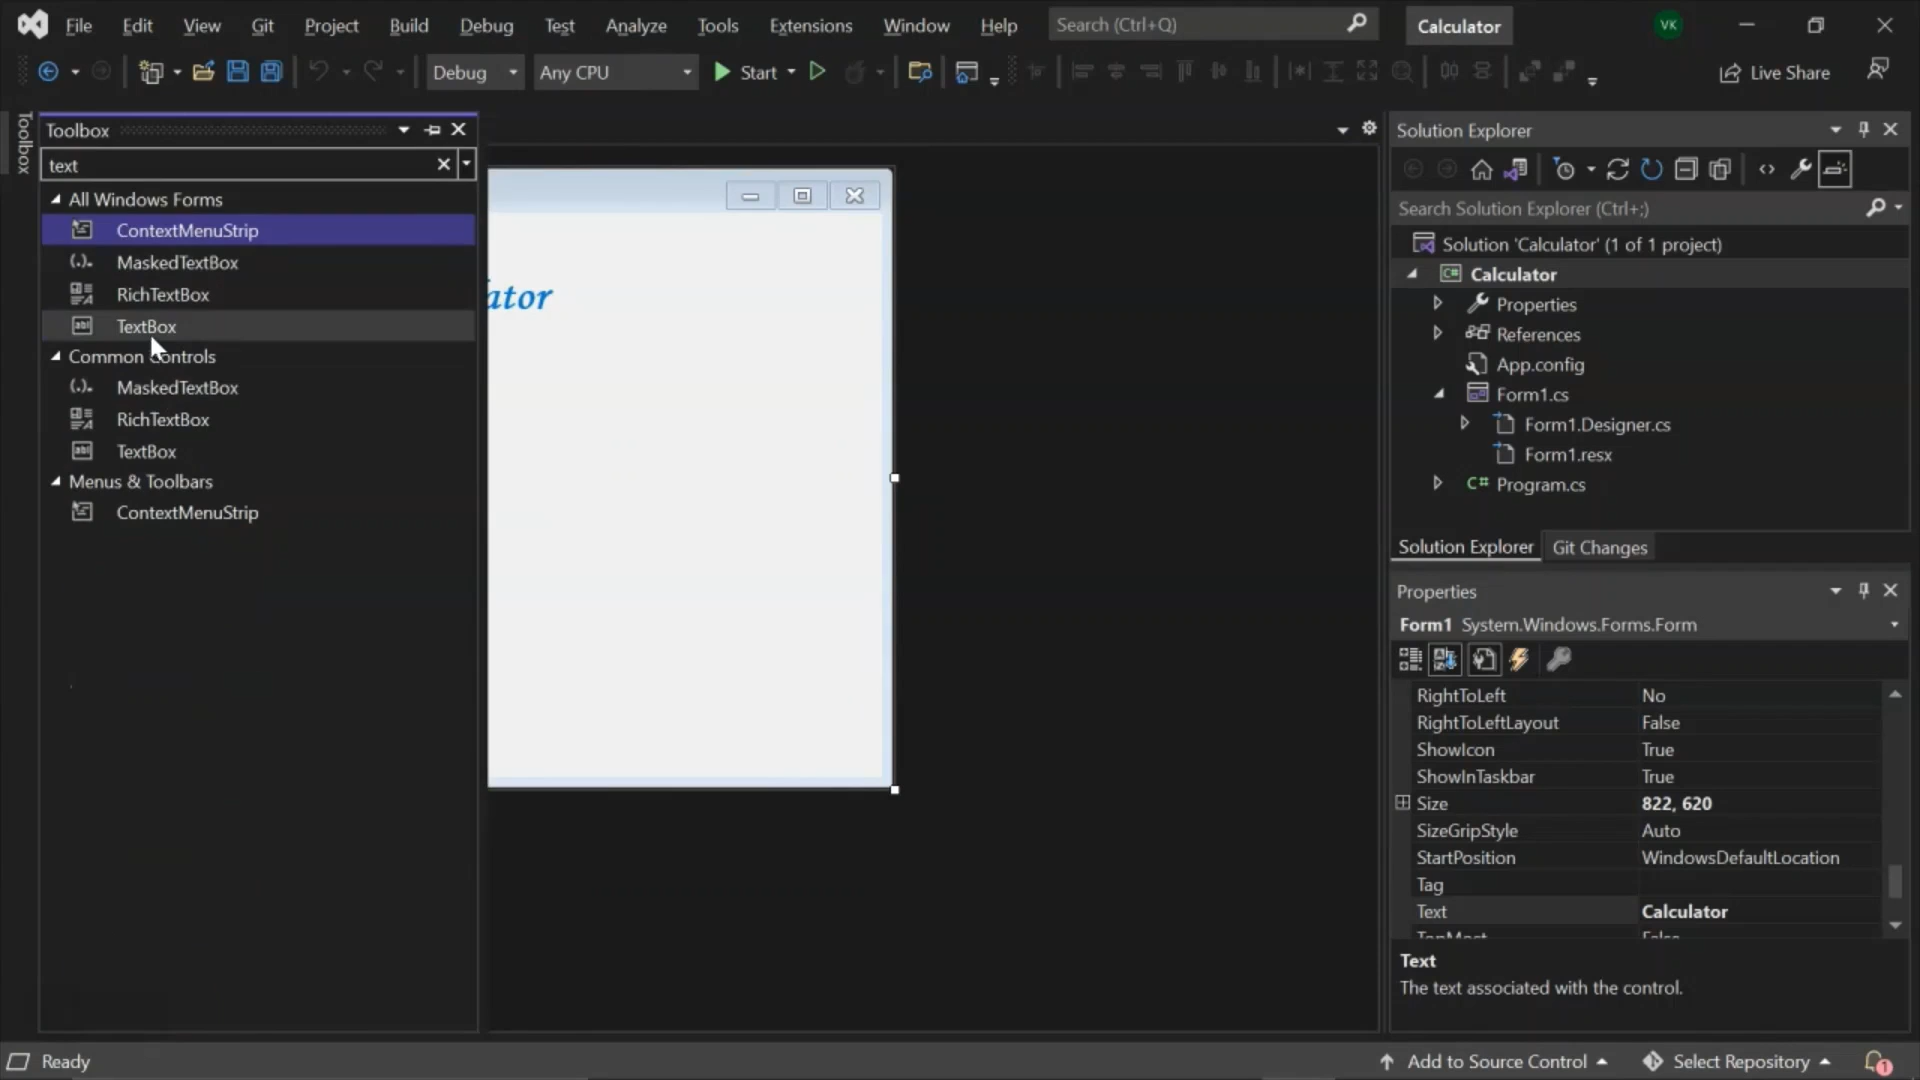 File Edit View Git Project Build Debug Test Analyze Tools Extensions Window Help Search (Ctrl+Q) Calculator VK
Debug Any CPU Start Live Share
Toolbox
Toolbox
text
All Windows Forms
ContextMenuStrip
MaskedTextBox
RichTextBox
TextBox
Common Controls
MaskedTextBox
RichTextBox
TextBox
Menus & Toolbars
ContextMenuStrip
ator
Solution Explorer
Search Solution Explorer (Ctrl+;)
Solution 'Calculator' (1 of 1 project)
C# Calculator
Properties
References
App.config
Form1.cs
Form1.Designer.cs
Form1.resx
C# Program.cs
Solution Explorer Git Changes
Properties
Form1 System.Windows.Forms.Form
RightToLeft No
RightToLeftLayout False
ShowIcon True
ShowInTaskbar True
Size 822, 620
SizeGripStyle Auto
StartPosition WindowsDefaultLocation
Tag
Text Calculator
TopMost False
Text
The text associated with the control.
Ready Add to Source Control Select Repository 1